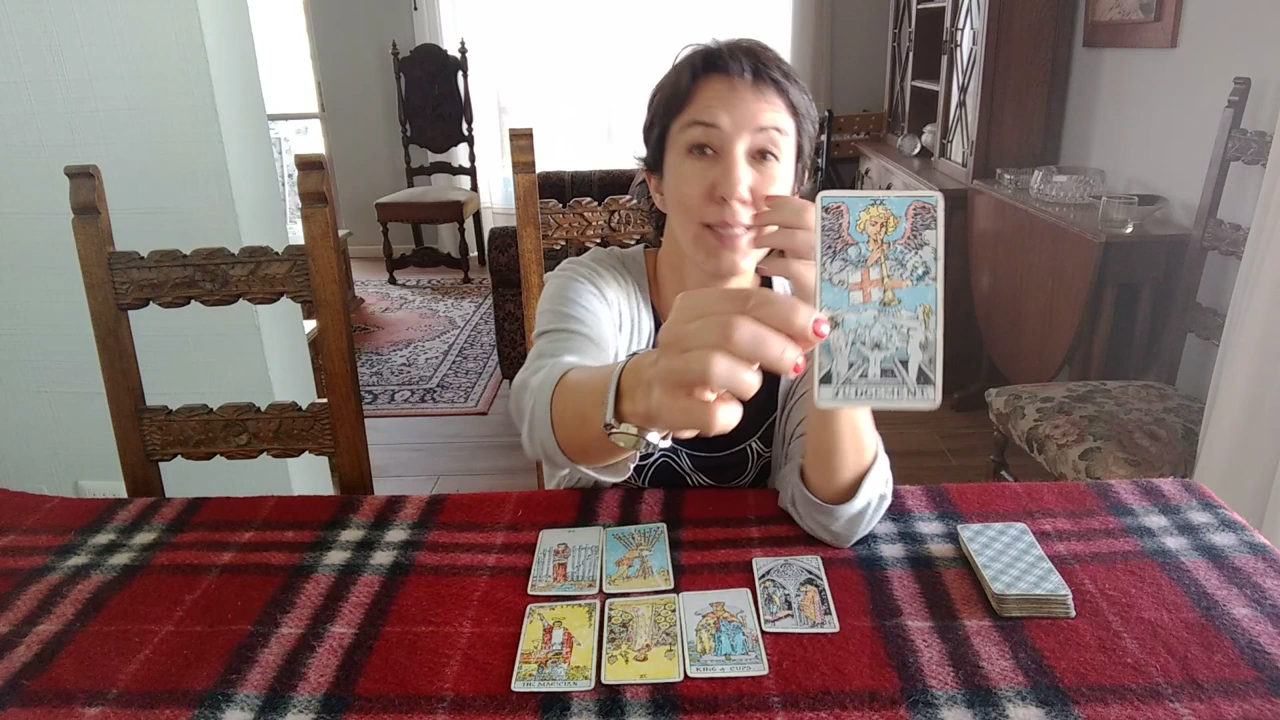 JUDGEMENT.
THE MAGICIAN.
KING of CUPS.